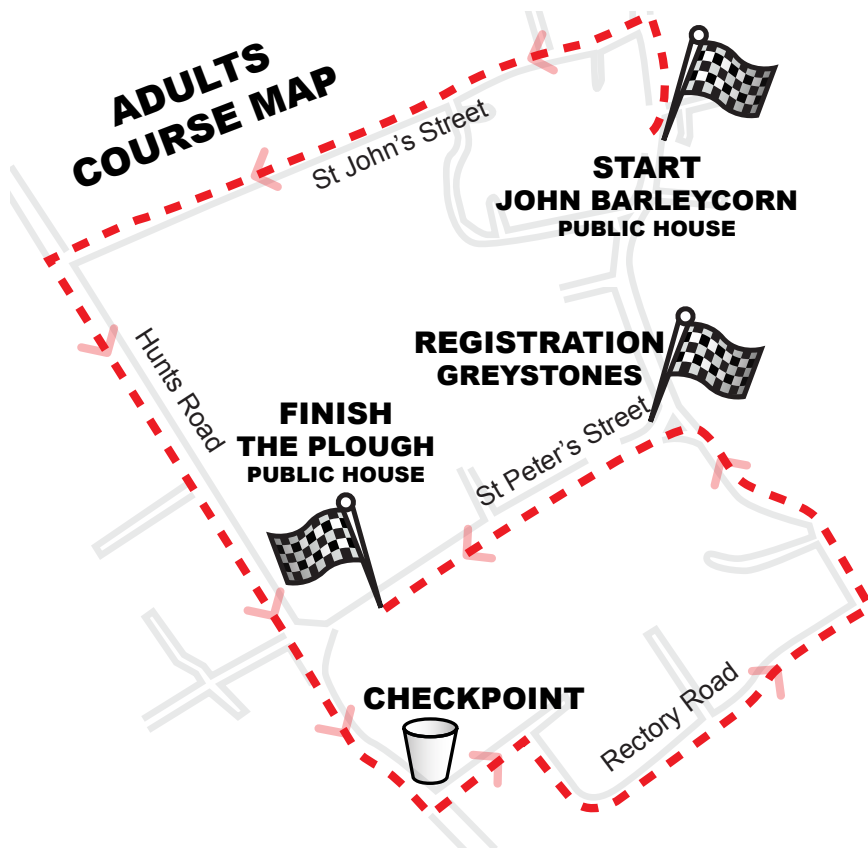 ADULTS
COURSE MAP
St John's Street
START
JOHN BARLEYCORN
PUBLIC HOUSE
Hunts Road
REGISTRATION
GREYSTONES
FINISH
THE PLOUGH
PUBLIC HOUSE
St Peter's Street
CHECKPOINT
Rectory Road